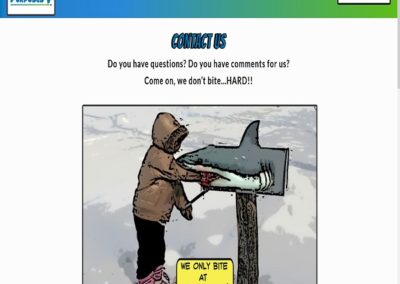 CONTACT US
Do you have questions? Do you have comments for us?
Come on, we don't bite...HARD!!
WE ONLY BITE
AT